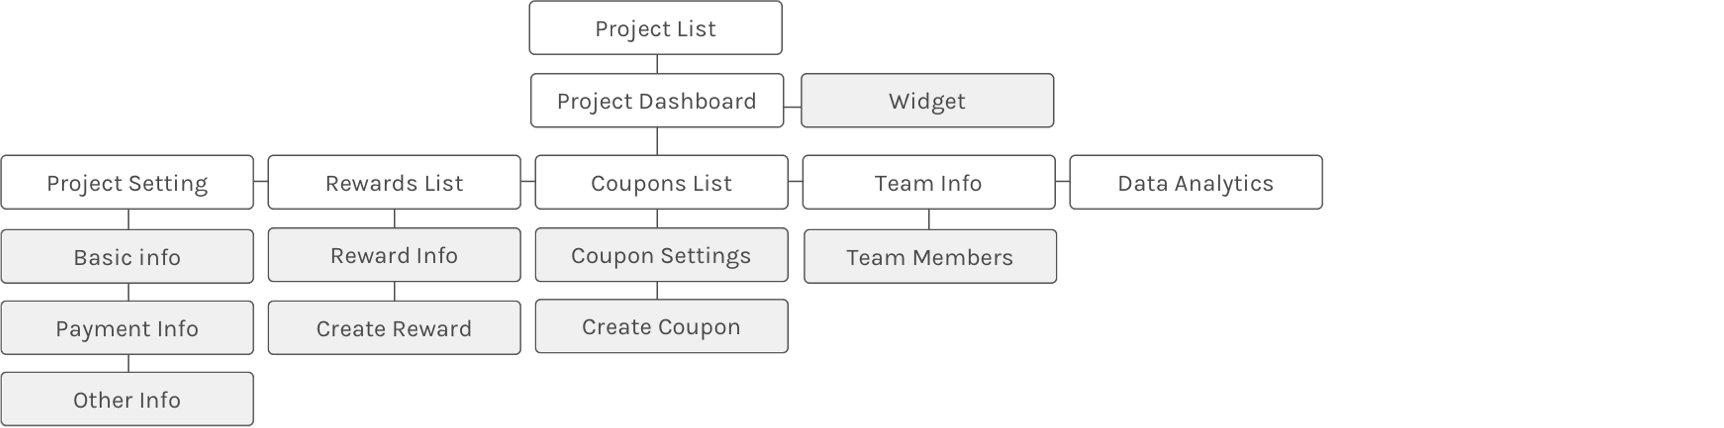 Project List
Project Dashboard
Widget
Project Setting
Rewards List
Coupons List
Team Info
Data Analytics
Basic info
Reward Info
Coupon Settings
Team Members
Payment Info
Create Reward
Create Coupon
Other Info